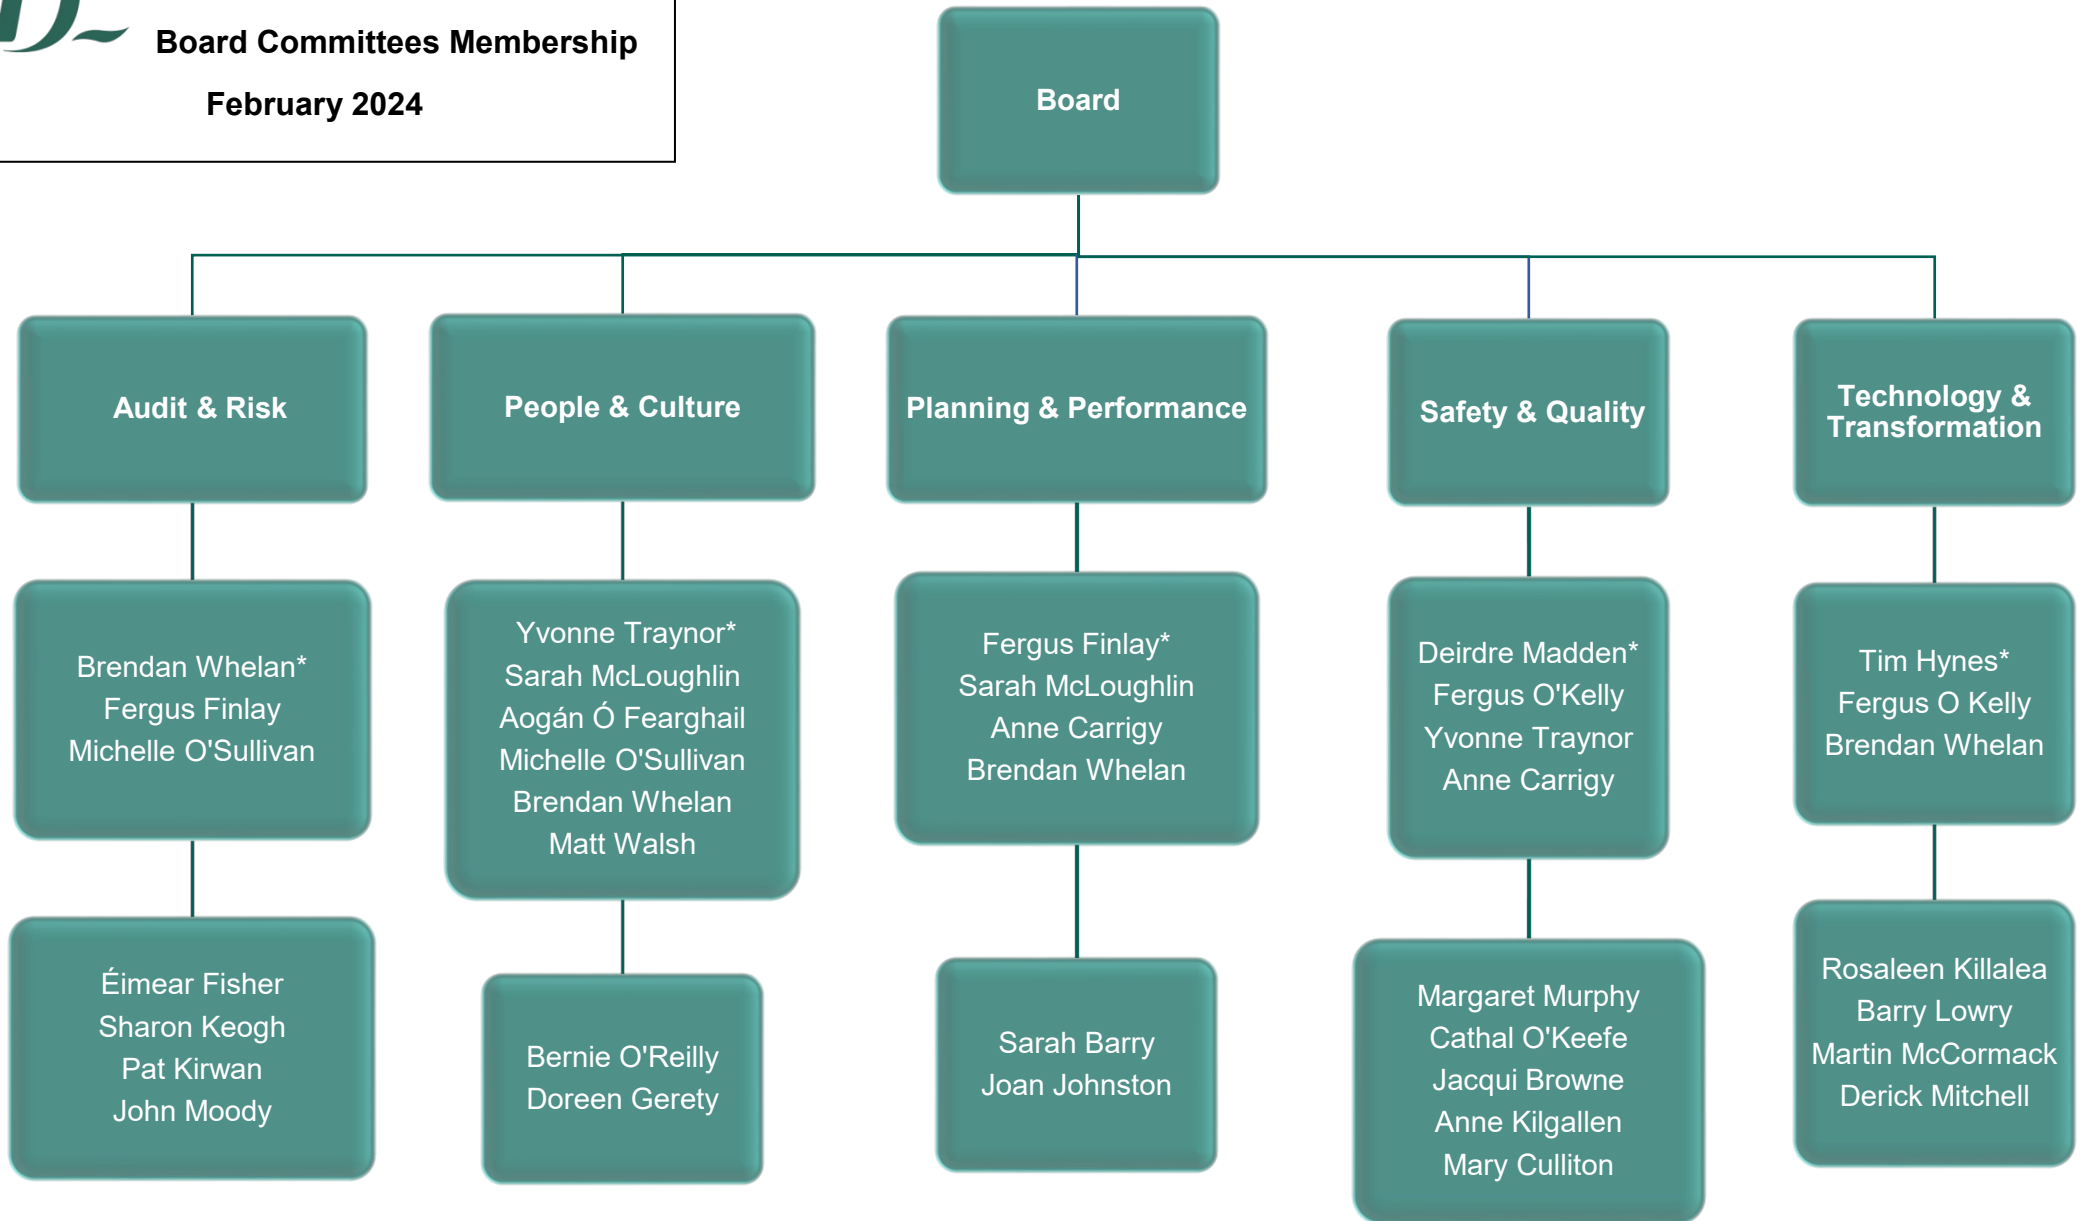 Board Committees Membership
February 2024
Board
Audit & Risk
People & Culture
Planning & Performance
Safety & Quality
Technology &
Transformation
Brendan Whelan*
Fergus Finlay
Michelle O'Sullivan
Yvonne Traynor*
Sarah McLoughlin
Aogán Ó Fearghail
Michelle O'Sullivan
Brendan Whelan
Matt Walsh
Fergus Finlay*
Sarah McLoughlin
Anne Carrigy
Brendan Whelan
Deirdre Madden*
Fergus O'Kelly
Yvonne Traynor
Anne Carrigy
Tim Hynes*
Fergus O Kelly
Brendan Whelan
Éimear Fisher
Sharon Keogh
Pat Kirwan
John Moody
Bernie O'Reilly
Doreen Gerety
Sarah Barry
Joan Johnston
Margaret Murphy
Cathal O'Keefe
Jacqui Browne
Anne Kilgallen
Mary Culliton
Rosaleen Killalea
Barry Lowry
Martin McCormack
Derick Mitchell